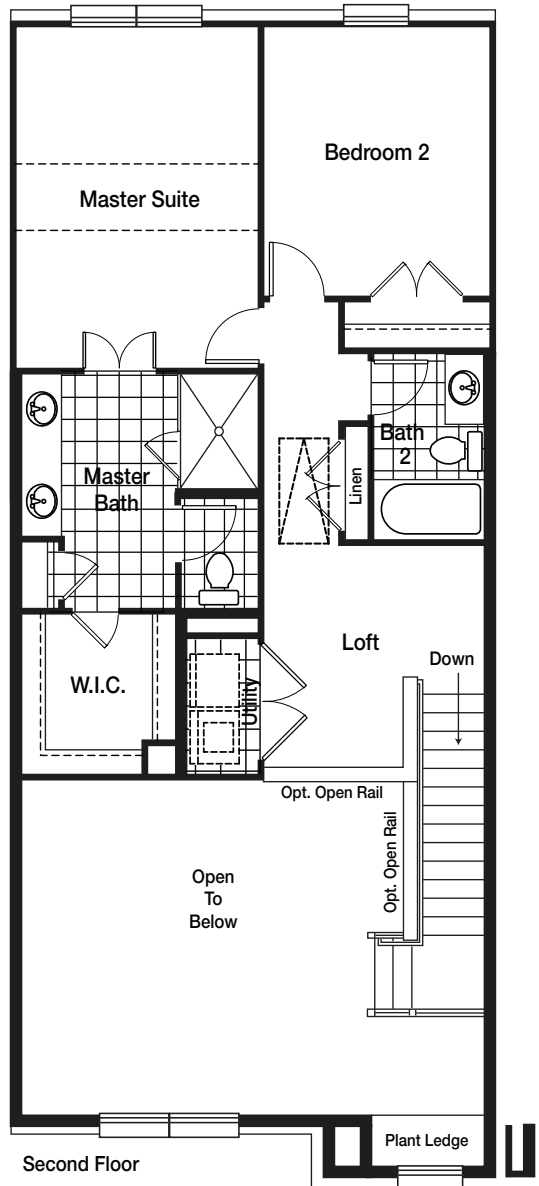 Bedroom 2
Master Suite
Bath
2
Master
Bath
Linen
Loft
Down
W.I.C.
Utility
Opt. Open Rail
Opt. Open Rail
Open
To
Below
Plant Ledge
Second Floor